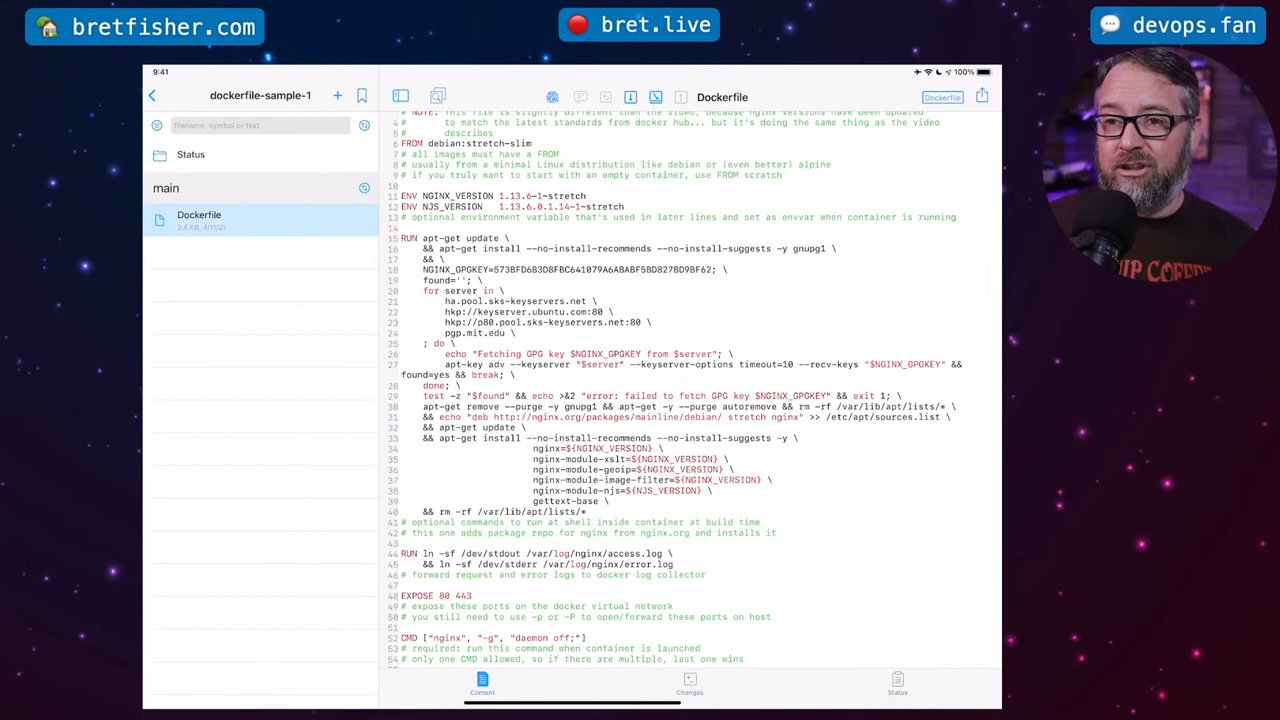 bretfisher.com
bret.live
devops.fan
9:41
100%
dockerfile-sample-1
Dockerfile
Dockerfile
filename, symbol or text
Status
main
Dockerfile
2.4 KB, 4/11/21
# NOTE: this file is slightly different than the video, because nginx versions have been updated
4 # to match the latest standards from docker hub... but it's doing the same thing as the video
5 # describes
6 FROM debian:stretch-slim
7 # all images must have a FROM
8 # usually from a minimal Linux distribution like debian or (even better) alpine
9 # if you truly want to start with an empty container, use FROM scratch
10
11 ENV NGINX_VERSION 1.13.6-1~stretch
12 ENV NJS_VERSION 1.13.6.0.1.14-1~stretch
13 # optional environment variable that's used in later lines and set as envvar when container is running
14
15 RUN apt-get update \
16 && apt-get install --no-install-recommends --no-install-suggests -y gnupg1 \
17 && \
18 NGINX_GPGKEY=573BFD6B3D8FBC641079A6ABABF5BD827BD9BF62; \
19 found=''; \
20 for server in \
21 ha.pool.sks-keyservers.net \
22 hkp://keyserver.ubuntu.com:80 \
23 hkp://p80.pool.sks-keyservers.net:80 \
24 pgp.mit.edu \
25 ; do \
26 echo "Fetching GPG key $NGINX_GPGKEY from $server"; \
27 apt-key adv --keyserver "$server" --keyserver-options timeout=10 --recv-keys "$NGINX_GPGKEY" &&
found=yes && break; \
28 done; \
29 test -z "$found" && echo >&2 "error: failed to fetch GPG key $NGINX_GPGKEY" && exit 1; \
30 apt-get remove --purge -y gnupg1 && apt-get -y --purge autoremove && rm -rf /var/lib/apt/lists/* \
31 && echo "deb http://nginx.org/packages/mainline/debian/ stretch nginx" >> /etc/apt/sources.list \
32 && apt-get update \
33 && apt-get install --no-install-recommends --no-install-suggests -y \
34 nginx=${NGINX_VERSION} \
35 nginx-module-xslt=${NGINX_VERSION} \
36 nginx-module-geoip=${NGINX_VERSION} \
37 nginx-module-image-filter=${NGINX_VERSION} \
38 nginx-module-njs=${NJS_VERSION} \
39 gettext-base \
40 && rm -rf /var/lib/apt/lists/*
41 # optional commands to run at shell inside container at build time
42 # this one adds package repo for nginx from nginx.org and installs it
43
44 RUN ln -sf /dev/stdout /var/log/nginx/access.log \
45 && ln -sf /dev/stderr /var/log/nginx/error.log
46 # forward request and error logs to docker log collector
47
48 EXPOSE 80 443
49 # expose these ports on the docker virtual network
50 # you still need to use -p or -P to open/forward these ports on host
51
52 CMD ["nginx", "-g", "daemon off;"]
53 # required: run this command when container is launched
54 # only one CMD allowed, so if there are multiple, last one wins
Content
Changes
Status